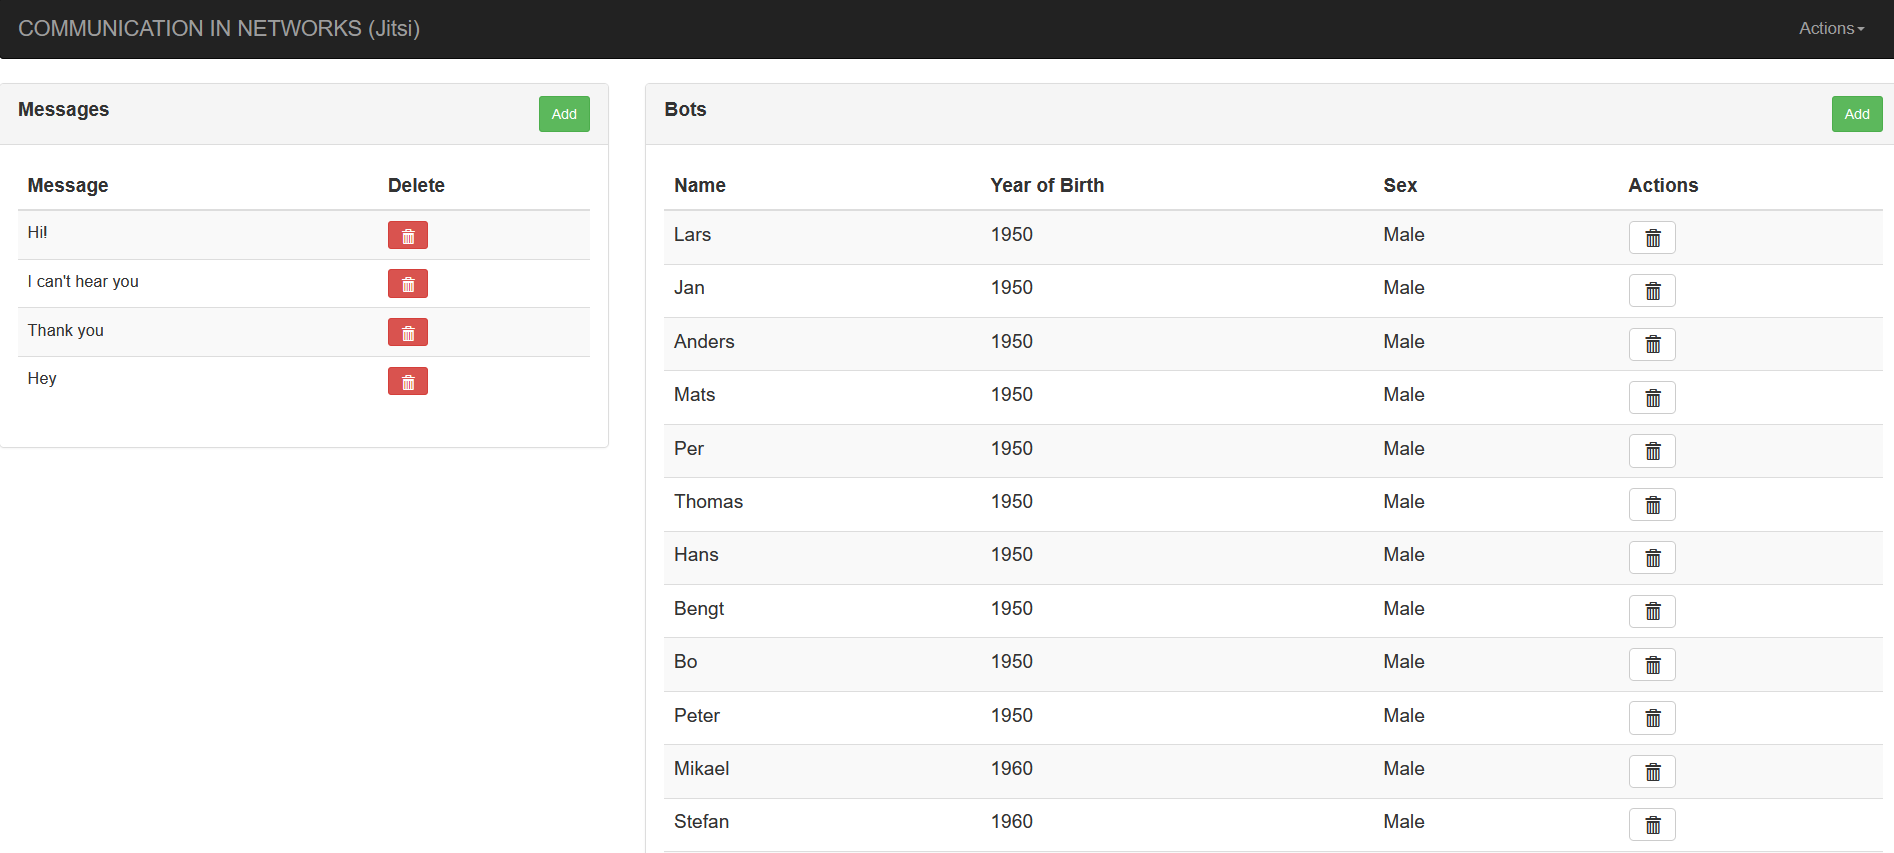 COMMUNICATION IN NETWORKS (Jitsi)
Actions
Messages
Add
Message Delete
Hi!
I can't hear you
Thank you
Hey
Bots
Add
Name Year of Birth Sex Actions
Lars 1950 Male
Jan 1950 Male
Anders 1950 Male
Mats 1950 Male
Per 1950 Male
Thomas 1950 Male
Hans 1950 Male
Bengt 1950 Male
Bo 1950 Male
Peter 1950 Male
Mikael 1960 Male
Stefan 1960 Male